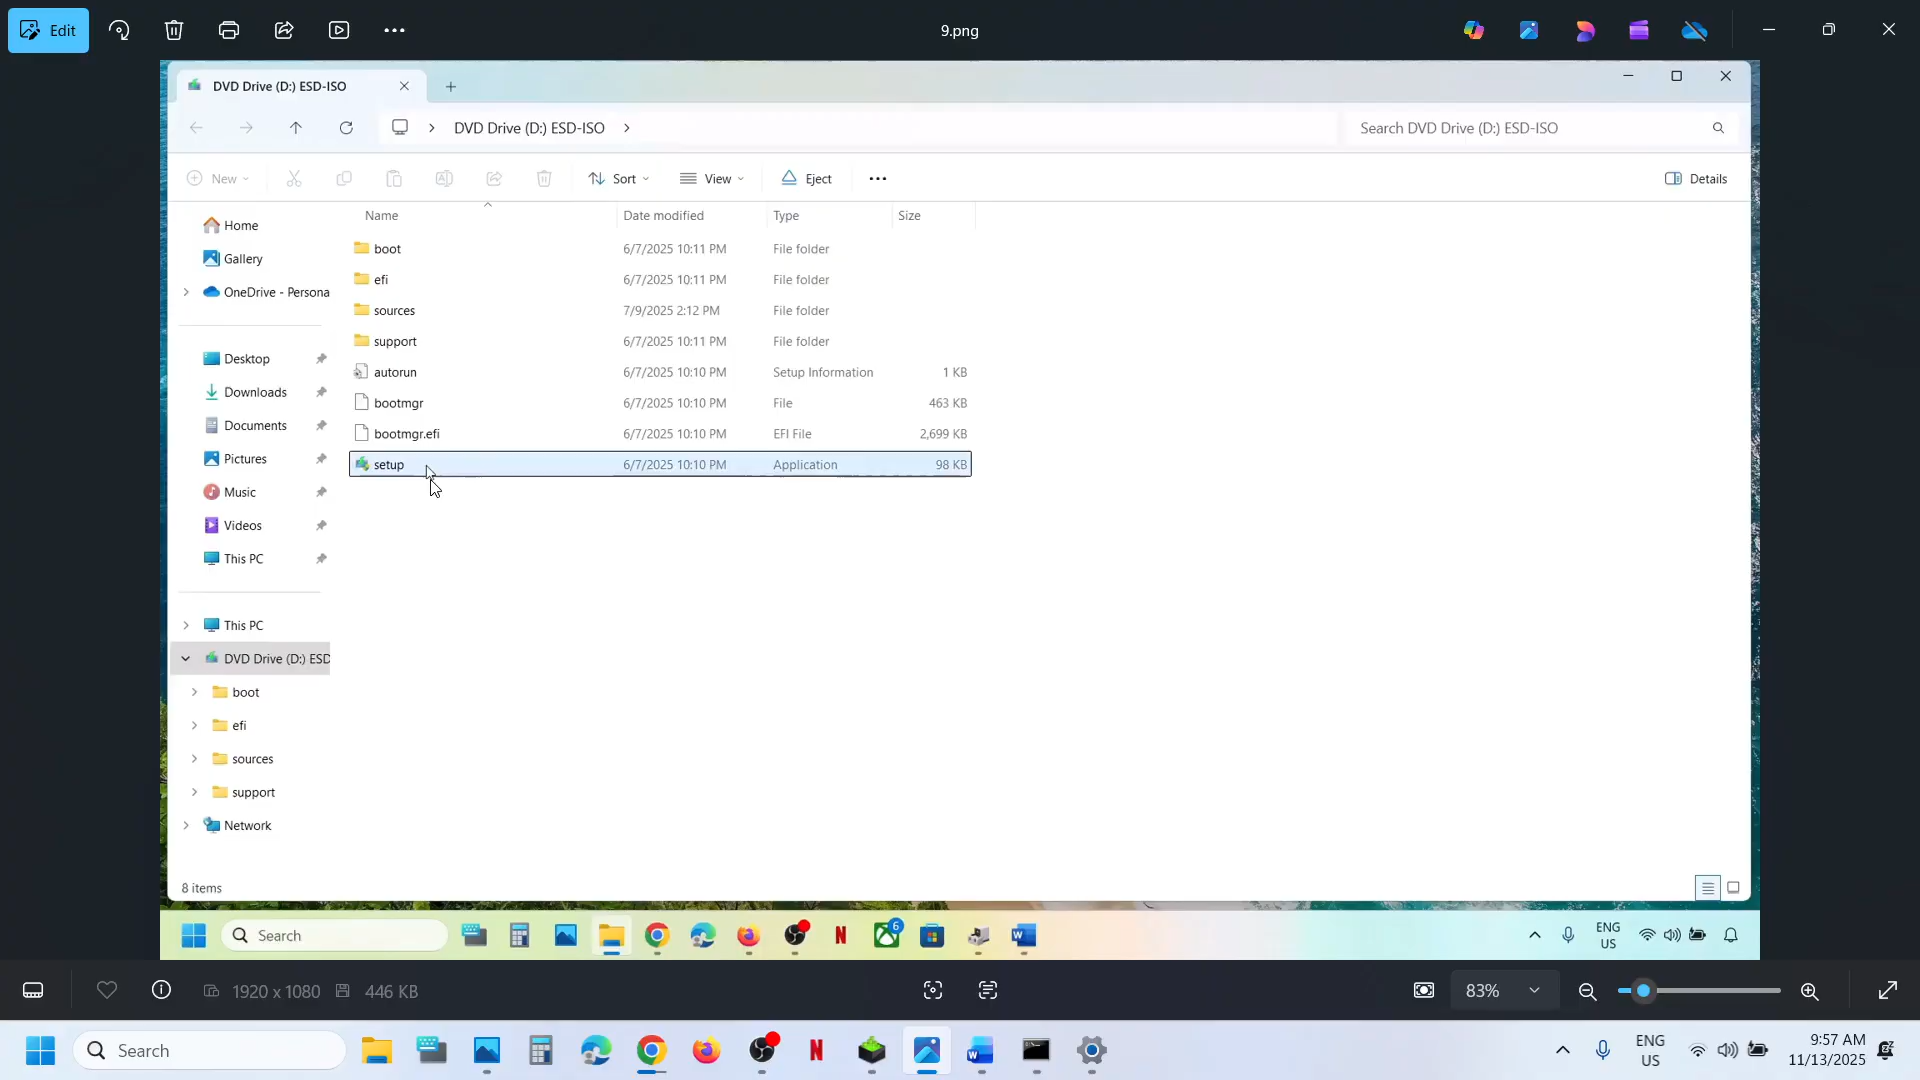 Edit
9.png
DVD Drive (D:) ESD-ISO
DVD Drive (D:) ESD-ISO
Search DVD Drive (D:) ESD-ISO
New
Sort
View
Eject
Details
Name Date modified Type Size
Home
Gallery
OneDrive - Persona
Desktop
Downloads
Documents
Pictures
Music
Videos
This PC
This PC
DVD Drive (D:) ESD
boot
efi
sources
support
Network
boot 6/7/2025 10:11 PM File folder
efi 6/7/2025 10:11 PM File folder
sources 7/9/2025 2:12 PM File folder
support 6/7/2025 10:11 PM File folder
autorun 6/7/2025 10:10 PM Setup Information 1 KB
bootmgr 6/7/2025 10:10 PM File 463 KB
bootmgr.efi 6/7/2025 10:10 PM EFI File 2,699 KB
setup 6/7/2025 10:10 PM Application 98 KB
8 items
Search
6
ENG
US
1920 x 1080
446 KB
83%
Search
ENG
US
9:57 AM
11/13/2025